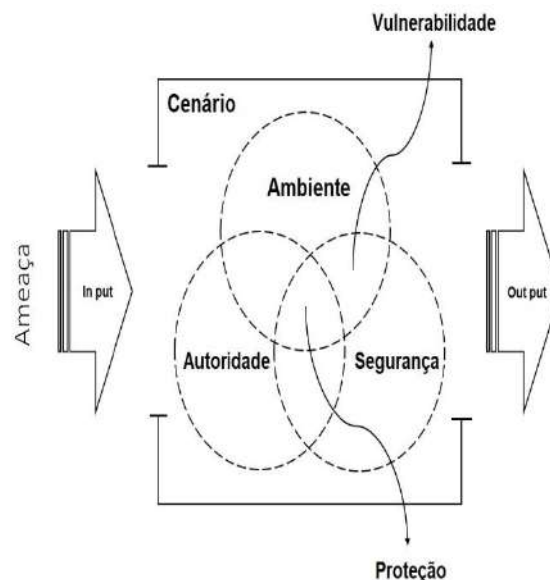 Vulnerabilidade
Cenário
Ambiente
Ameaça
In put
Out put
Autoridade
Segurança
Proteção